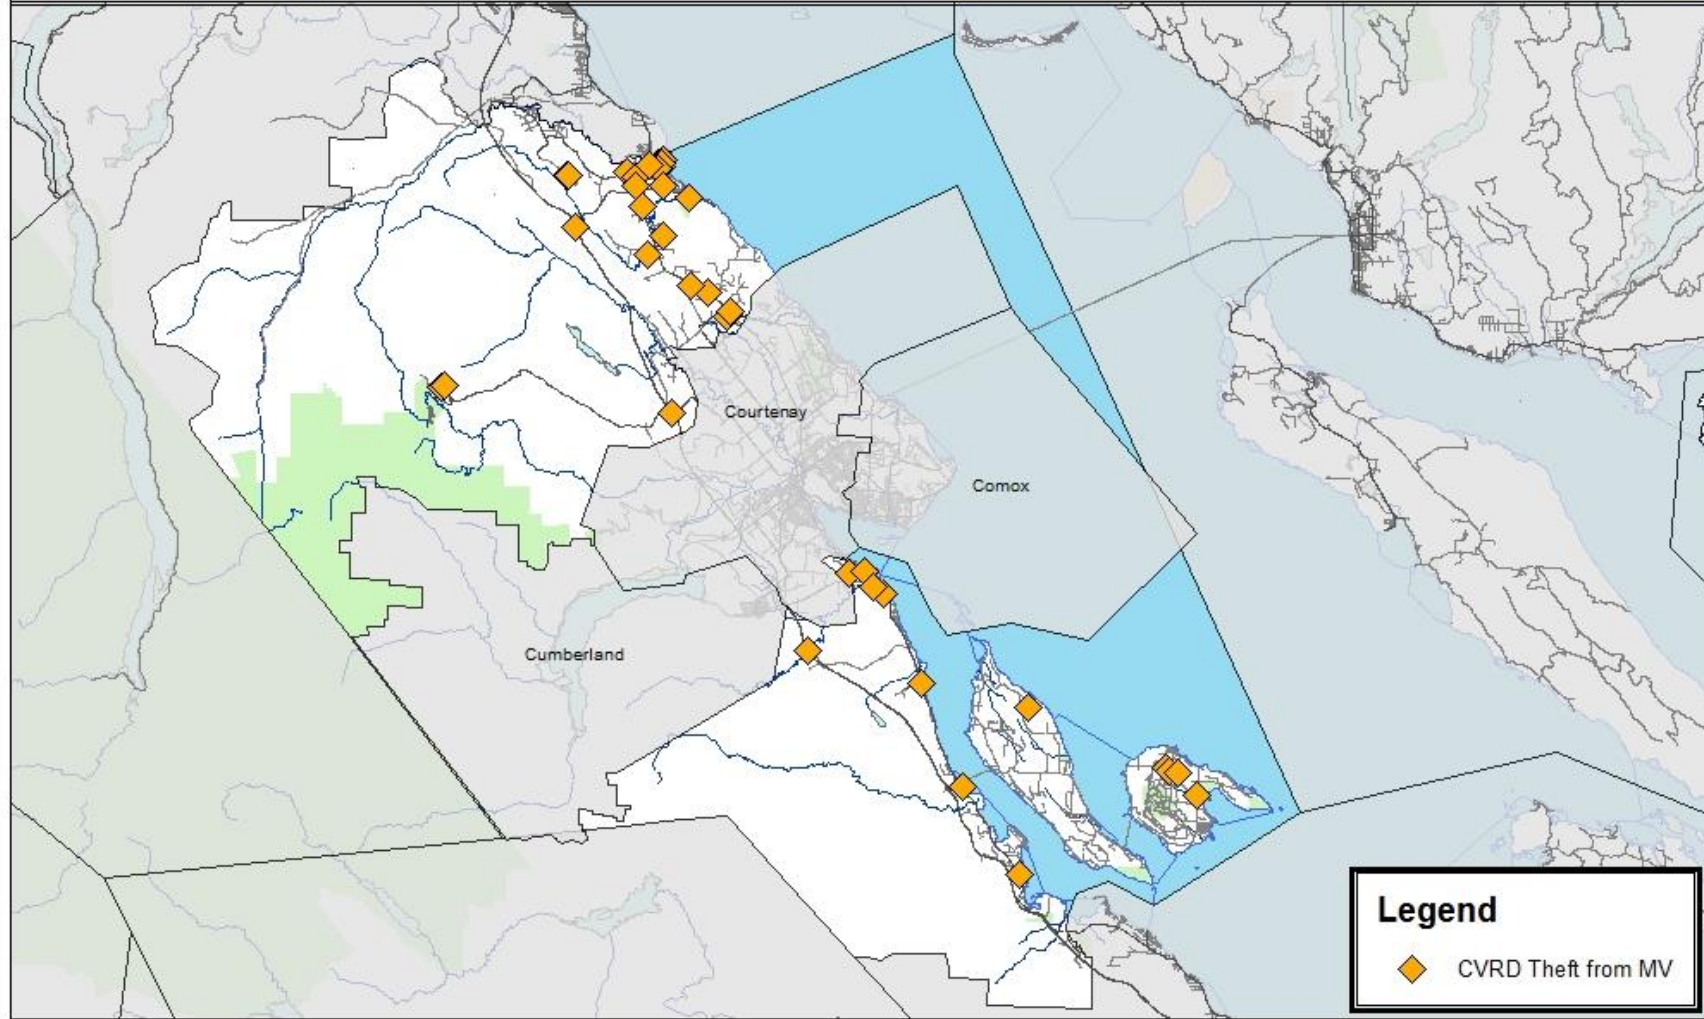 Courtenay
Comox
Cumberland
Legend
CVRD Theft from MV